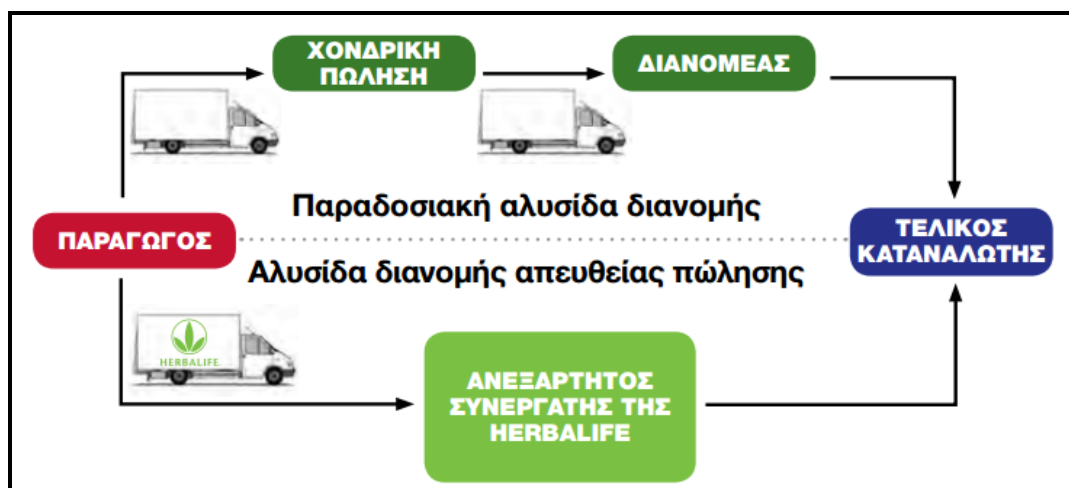 ΧΟΝΔΡΙΚΗ
ΠΩΛΗΣΗ
ΔΙΑΝΟΜΕΑΣ
Παραδοσιακή αλυσίδα διανομής
ΠΑΡΑΓΩΓΟΣ
ΤΕΛΙΚΟΣ
ΚΑΤΑΝΑΛΩΤΗΣ
Αλυσίδα διανομής απευθείας πώλησης
HERBALIFE
ΑΝΕΞΑΡΤΗΤΟΣ
ΣΥΝΕΡΓΑΤΗΣ ΤΗΣ
HERBALIFE